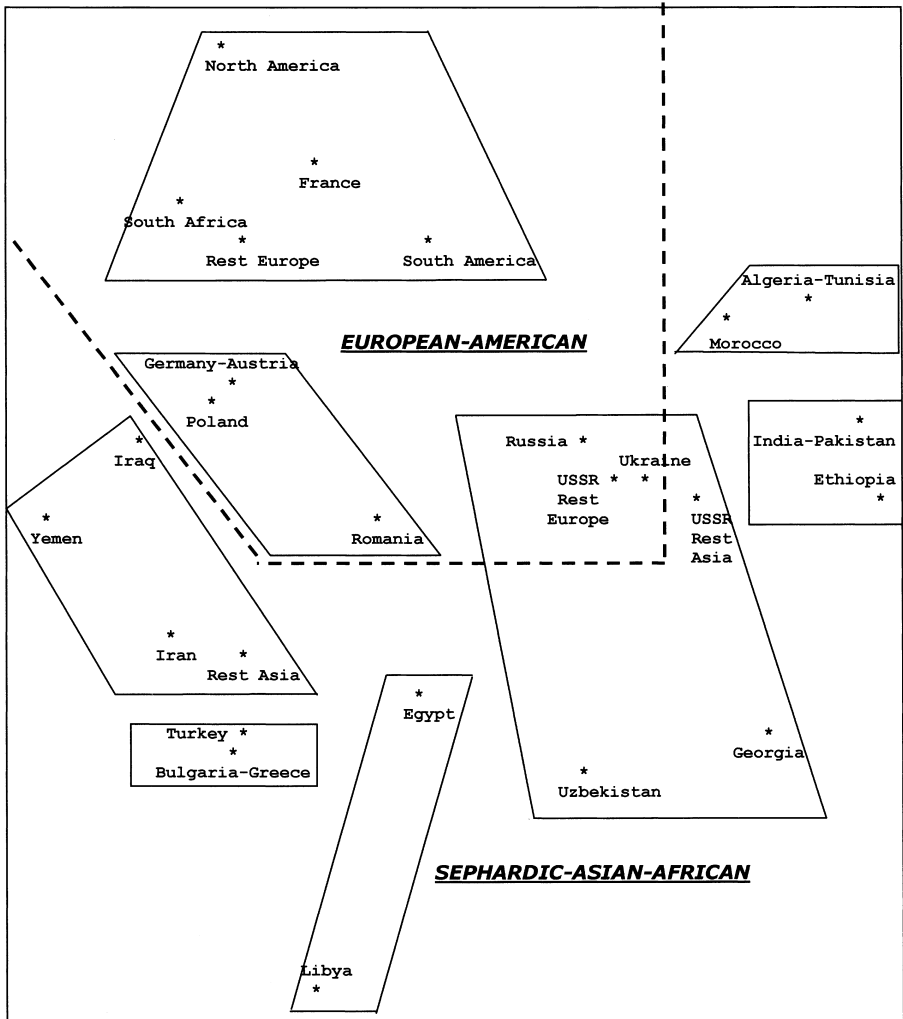 *
North America
*
France
*
South Africa
*
Rest Europe
*
South America
Algeria-Tunisia
*
*
Morocco
EUROPEAN-AMERICAN
Germany-Austria
*
*
Poland
*
Romania
*
Iraq
*
Yemen
*
Iran
*
Rest Asia
Russia *
Ukraine
*
USSR *
Rest
Europe
*
USSR
Rest
Asia
*
India-Pakistan
Ethiopia
*
Turkey *
*
Bulgaria-Greece
*
Egypt
*
Georgia
*
Uzbekistan
SEPHARDIC-ASIAN-AFRICAN
Libya
*